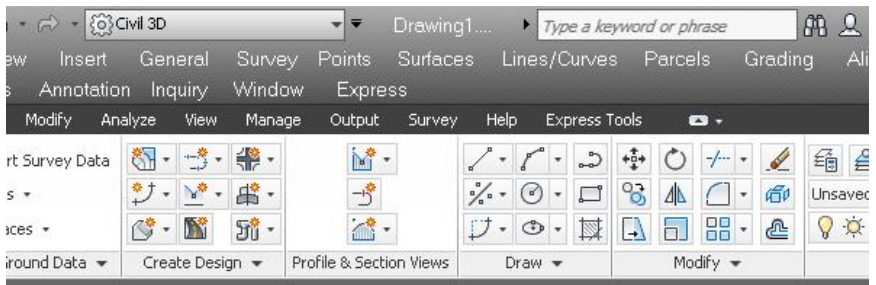 Civil 3D Drawing1.... Type a keyword or phrase
ew Insert General Survey Points Surfaces Lines/Curves Parcels Grading Ali
s Annotation Inquiry Window Express
Modify Analyze View Manage Output Survey Help Express Tools
rt Survey Data
s
Unsaved
aces
Ground Data Create Design Profile & Section Views Draw Modify